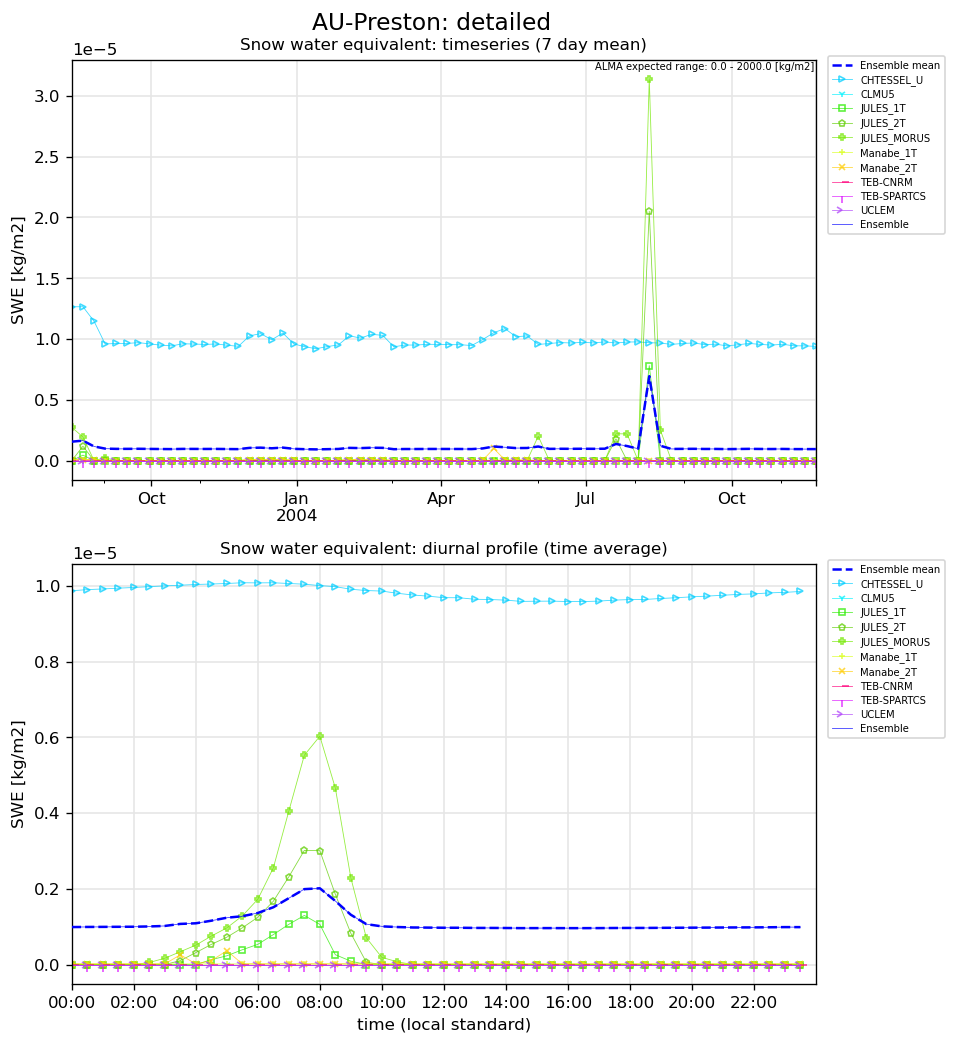 AU-Preston: detailed
Snow water equivalent: timeseries (7 day mean)
1e−5
ALMA expected range: 0.0 - 2000.0 [kg/m2]
3.0
2.5
2.0
1.5
1.0
0.5
0.0
SWE [kg/m2]
Oct
Jan
2004
Apr
Jul
Oct
Ensemble mean
CHTESSEL_U
CLMU5
JULES_1T
JULES_2T
JULES_MORUS
Manabe_1T
Manabe_2T
TEB-CNRM
TEB-SPARTCS
UCLEM
Ensemble
Snow water equivalent: diurnal profile (time average)
1e−5
1.0
0.8
0.6
0.4
0.2
0.0
SWE [kg/m2]
00:00
02:00
04:00
06:00
08:00
10:00
12:00
14:00
16:00
18:00
20:00
22:00
time (local standard)
Ensemble mean
CHTESSEL_U
CLMU5
JULES_1T
JULES_2T
JULES_MORUS
Manabe_1T
Manabe_2T
TEB-CNRM
TEB-SPARTCS
UCLEM
Ensemble